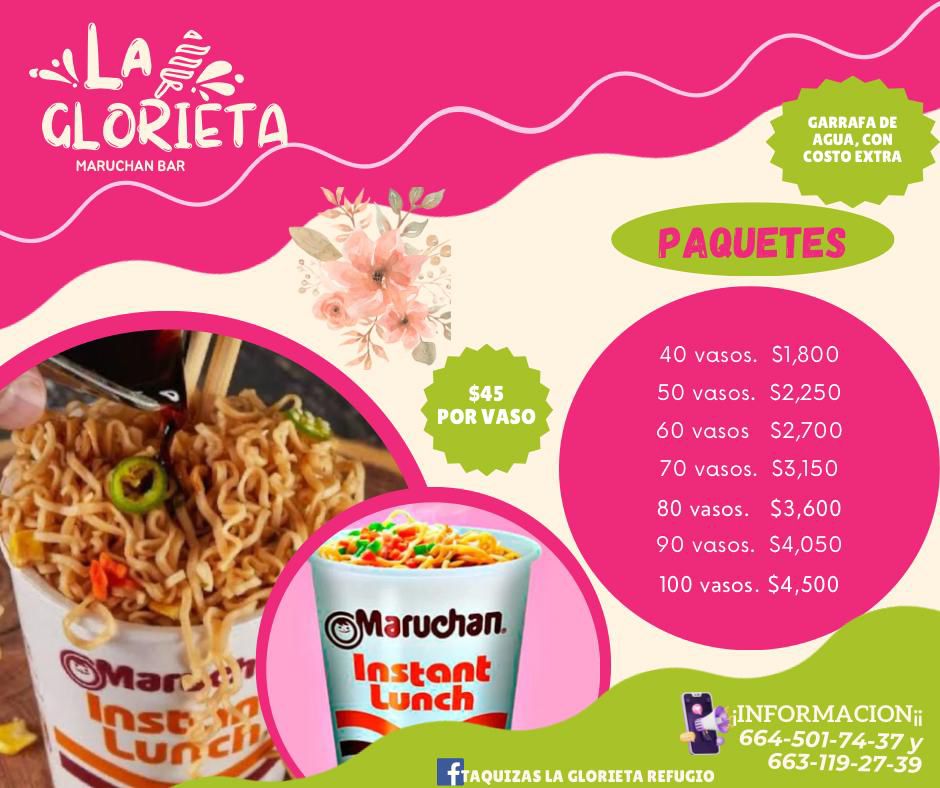 La
GLORIETA
MARUCHAN BAR
GARRAFA DE
AGUA, CON
COSTO EXTRA
PAQUETES
40 vasos. $1,800
50 vasos. $2,250
60 vasos $2,700
70 vasos. $3,150
80 vasos. $3,600
90 vasos. $4,050
100 vasos. $4,500
$45
POR VASO
Maruchan
Instant
Lunch
Maruchan.
Instant
Lunch
¡INFORMACION¡¡
664-501-74-37 y
663-119-27-39
f TAQUIZAS LA GLORIETA REFUGIO